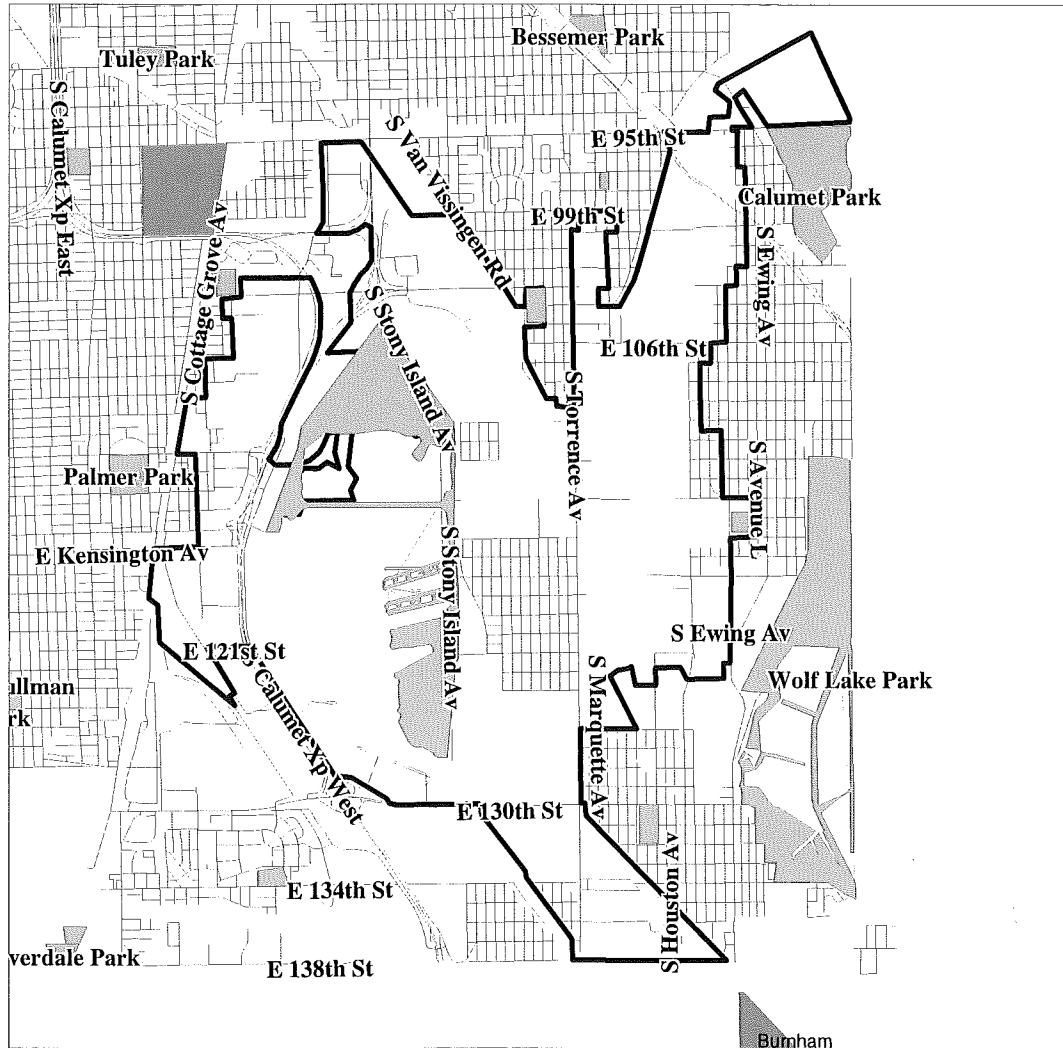 Bessemer Park
Tuley Park
S Calumet Xp East
S Van Vissingen Rd
E 95th St
Calumet Park
S Cottage Grove Av
E 99th St
S Ewing Av
S Stony Island Av
E 106th St
S Torrence Av
Palmer Park
S Avenue L
E Kensington Av
S Stony Island Av
S Ewing Av
E 121st St
Wolf Lake Park
ullman
rk
S Marquette Av
S Calumet Xp West
E 130th St
S Houston Av
E 134th St
verdale Park
E 138th St
Burnham